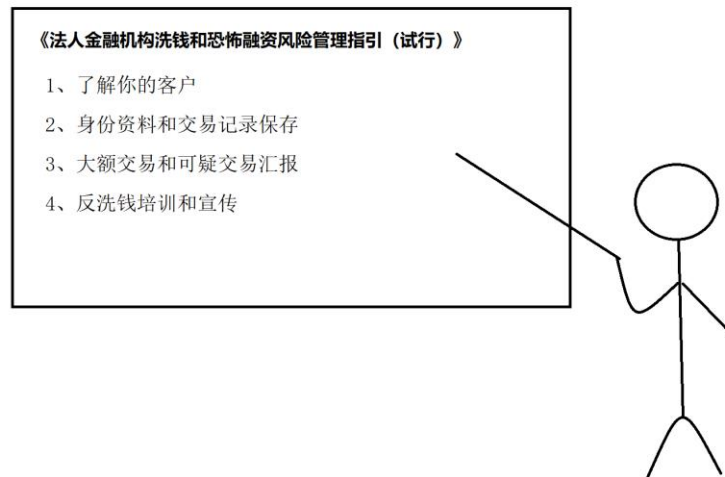 《法人金融机构洗钱和恐怖融资风险管理指引（试行）》
1、了解你的客户
2、身份资料和交易记录保存
3、大额交易和可疑交易汇报
4、反洗钱培训和宣传